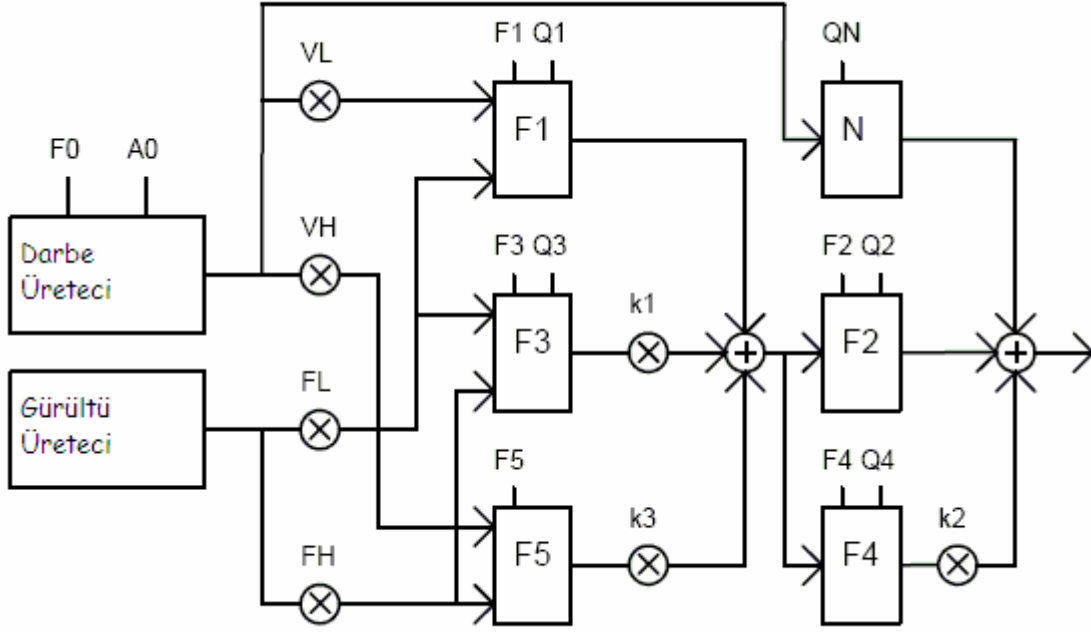 F1 Q1
QN
VL
F1
N
F0
A0
VH
F3 Q3
F2 Q2
Darbe
Üreteci
k1
F3
F2
Gürültü
Üreteci
FL
F5
F4 Q4
k3
k2
FH
F5
F4